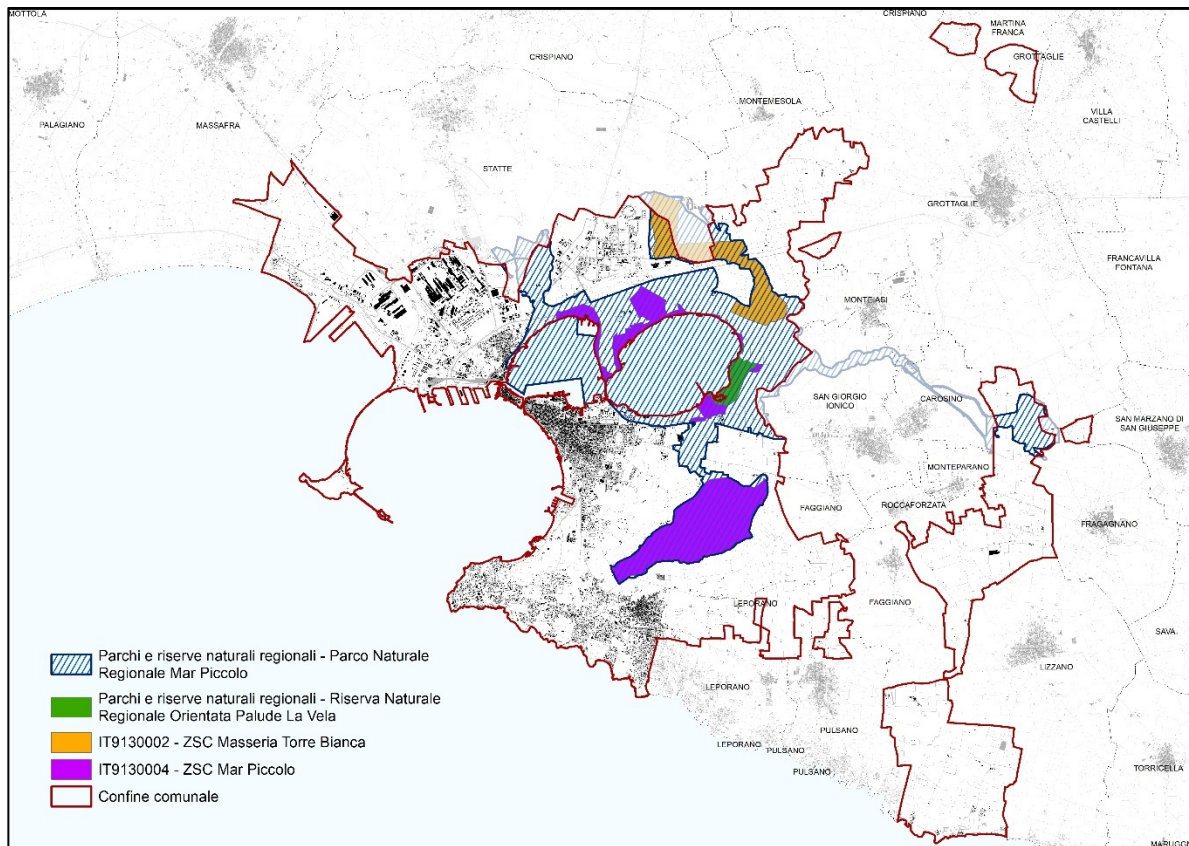 MOTTOLA
CRISPIANO
MARTINA
FRANCA
CRISPIANO
GROTTAGLIE
MONTEMESOLA
VILLA
CASTELLI
PALAGIANO
MASSAFRA
STATTE
GROTTAGLIE
FRANCAVILLA
FONTANA
MONTEIASI
SAN GIORGIO
IONICO
CAROSINO
SAN MARZANO DI
SAN GIUSEPPE
MONTEPARANO
FAGGIANO
ROCCAFORZATA
FRAGAGNANO
LEPORANO
FAGGIANO
SAVA
LIZZANO
LEPORANO
PULSANO
LEPORANO
PULSANO
PULSANO
TORRICELLA
MARUGGI
Parchi e riserve naturali regionali - Parco Naturale
Regionale Mar Piccolo
Parchi e riserve naturali regionali - Riserva Naturale
Regionale Orientata Palude La Vela
IT9130002 - ZSC Masseria Torre Bianca
IT9130004 - ZSC Mar Piccolo
Confine comunale